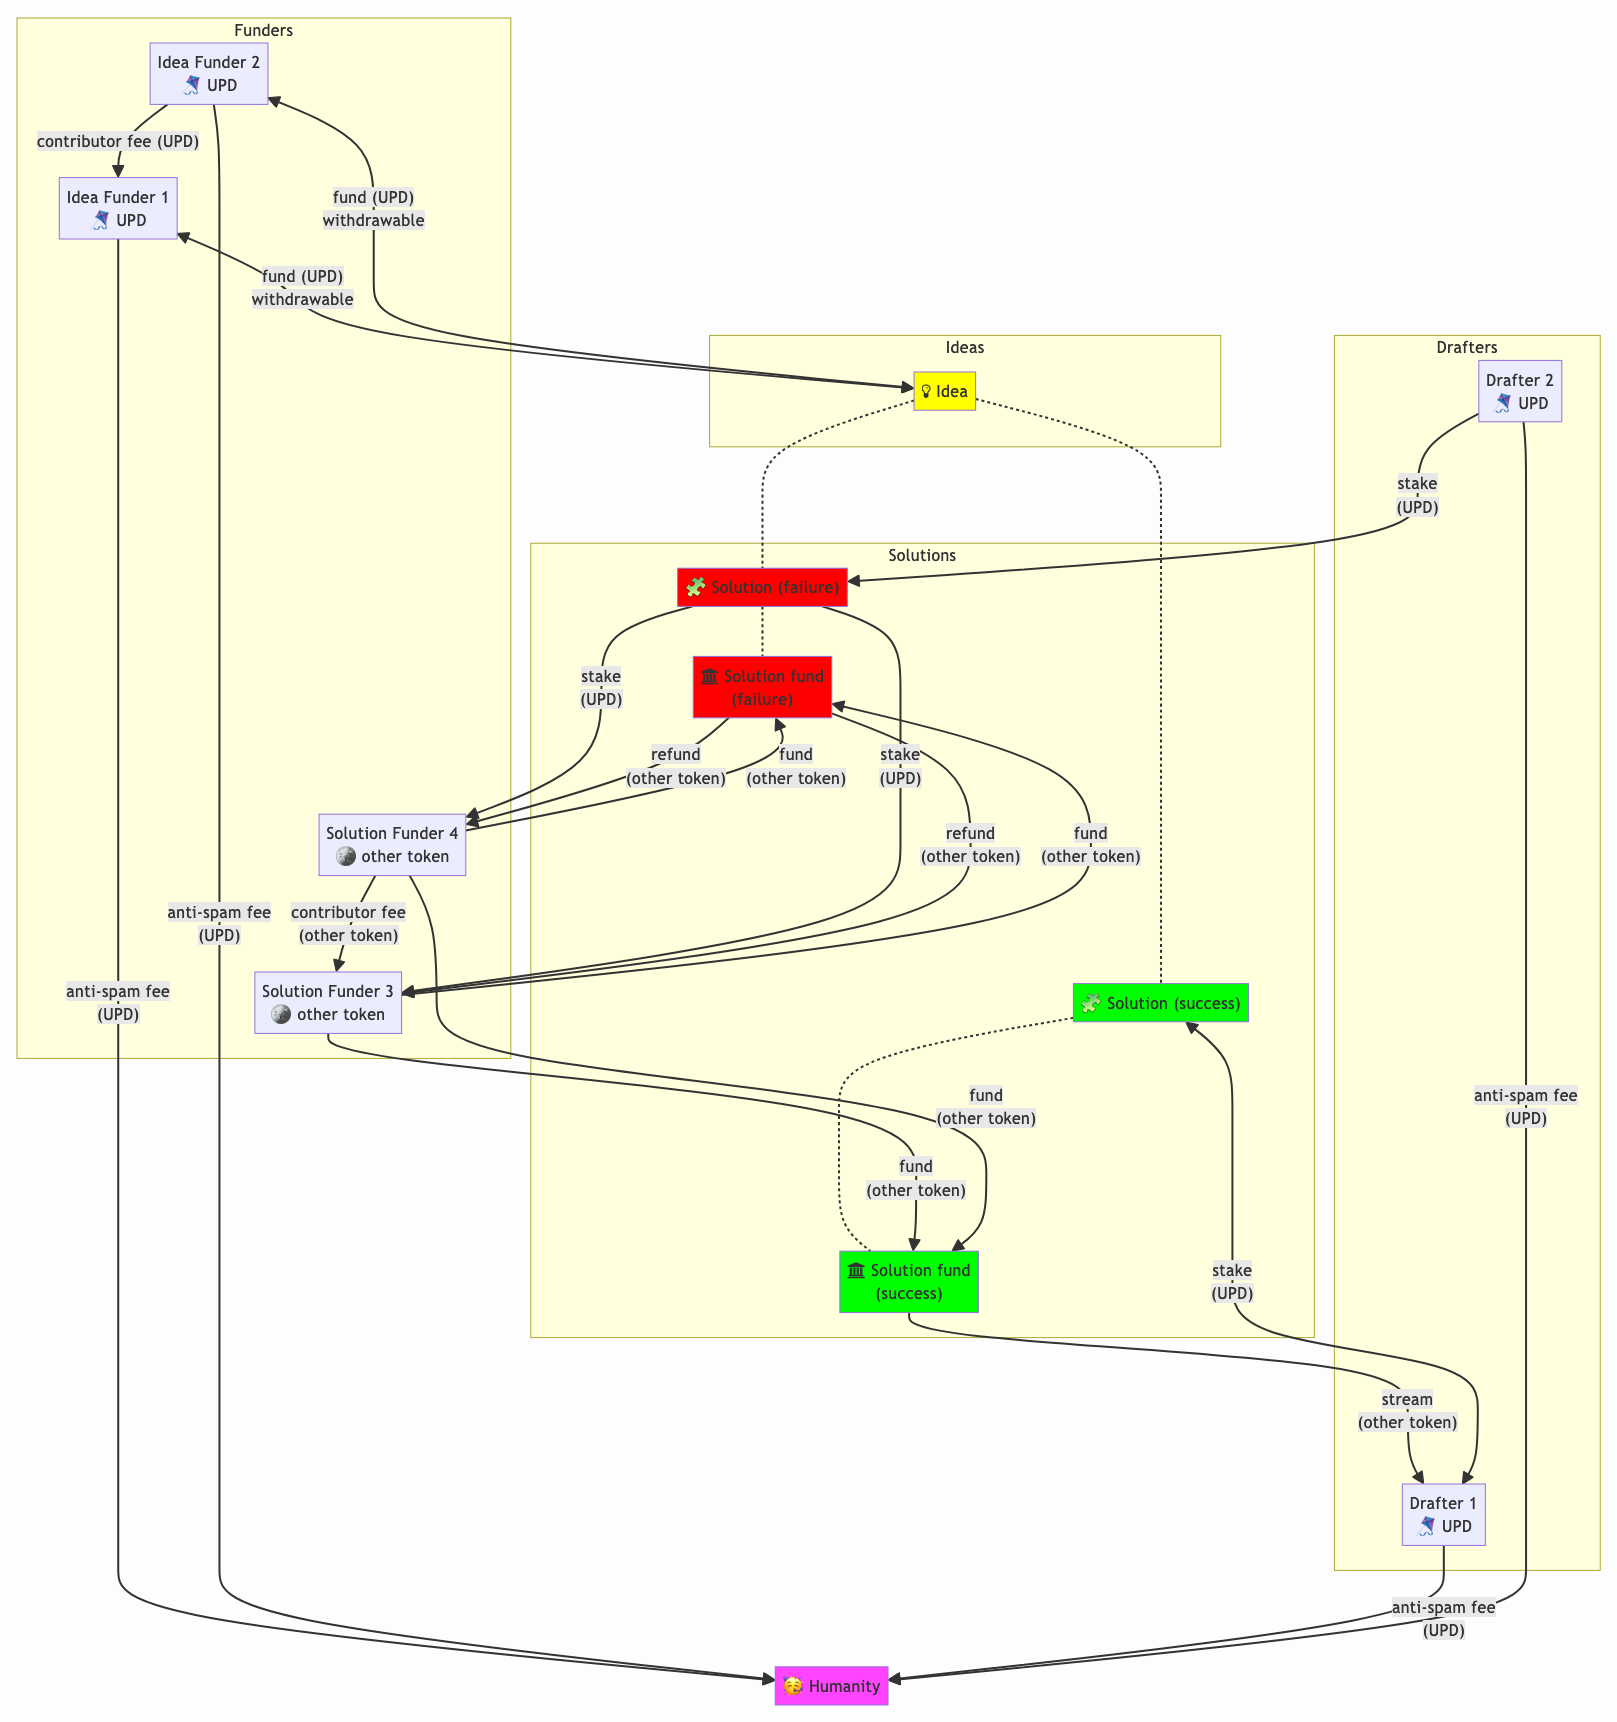 Funders
Idea Funder 2
🪁 UPD
contributor fee (UPD)
Idea Funder 1
🪁 UPD
fund (UPD)
withdrawable
fund (UPD)
withdrawable
Ideas
Idea
Drafters
Drafter 2
🪁 UPD
stake
(UPD)
Solutions
🧩 Solution (failure)
stake
(UPD)
🏛 Solution fund
(failure)
refund
(other token)
fund
(other token)
stake
(UPD)
Solution Funder 4
🌕 other token
refund
(other token)
fund
(other token)
anti-spam fee
(UPD)
contributor fee
(other token)
anti-spam fee
(UPD)
Solution Funder 3
🌕 other token
🧩 Solution (success)
fund
(other token)
anti-spam fee
(UPD)
fund
(other token)
🏛 Solution fund
(success)
stake
(UPD)
stream
(other token)
Drafter 1
🪁 UPD
anti-spam fee
(UPD)
🥳 Humanity